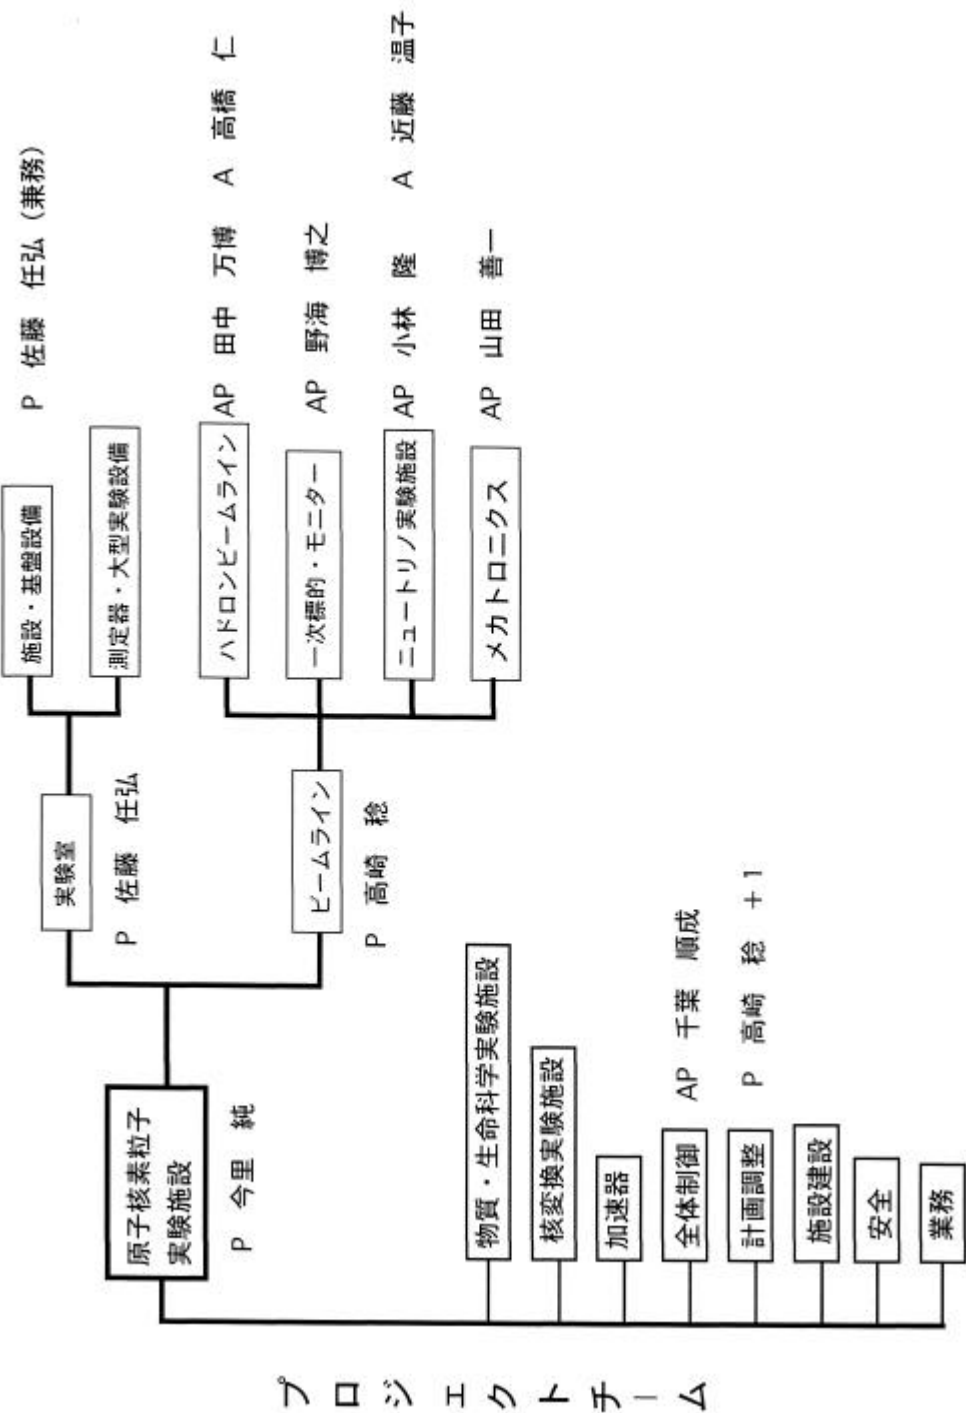 プロジェクトチーム
原子核素粒子
実験施設
P 今里 純
実験室
P 佐藤 任弘
施設・基盤設備
P 佐藤 任弘（兼務）
測定器・大型実験設備
ビームライン
P 高崎 稔
ハドロンビームライン
AP 田中 万博 A 高橋 仁
一次標的・モニター
AP 野海 博之
ニュートリノ実験施設
AP 小林 隆 A 近藤 温子
メカトロニクス
AP 山田 善一
物質・生命科学実験施設
核変換実験施設
加速器
全体制御
AP 千葉 順成
計画調整
P 高崎 稔 +1
施設建設
安全
業務